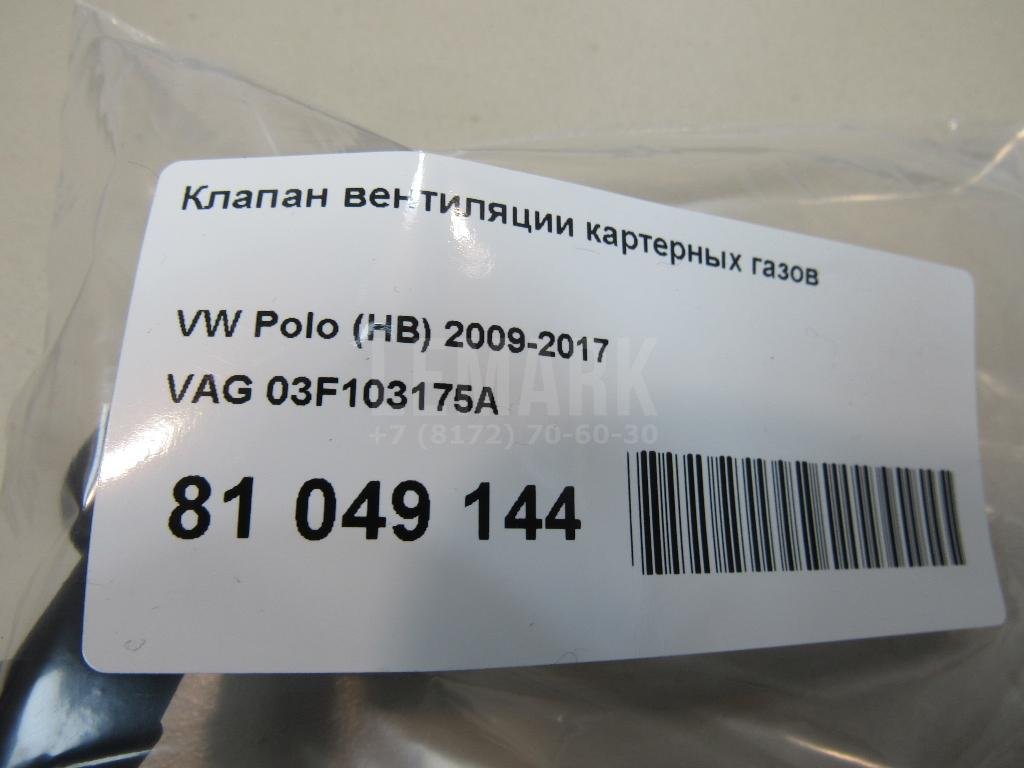 Клапан вентиляции картерных газов
VW Polo (HB) 2009-2017
LEMARK
VAG 03F103175A
+7 (8172) 70-60-30
81 049 144